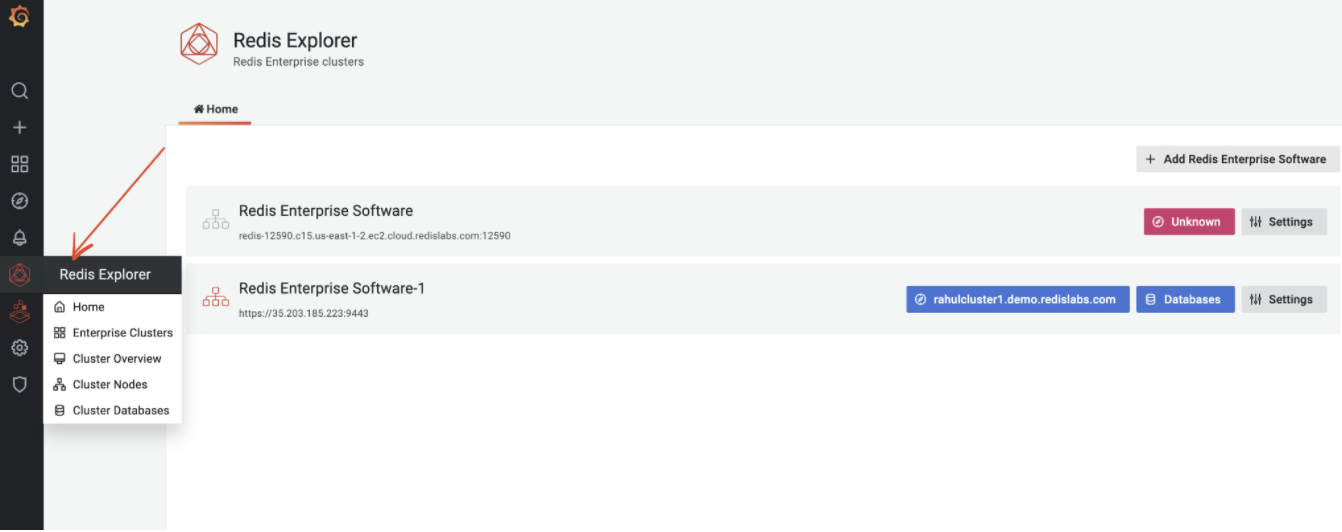 Redis Explorer
Redis Enterprise clusters
Home
+ Add Redis Enterprise Software
Redis Enterprise Software
redis-12590.c15.us-east-1-2.ec2.cloud.redislabs.com:12590
Unknown
Settings
Redis Enterprise Software-1
https://35.203.185.223:9443
rahulcluster1.demo.redislabs.com
Databases
Settings
Redis Explorer
Home
Enterprise Clusters
Cluster Overview
Cluster Nodes
Cluster Databases